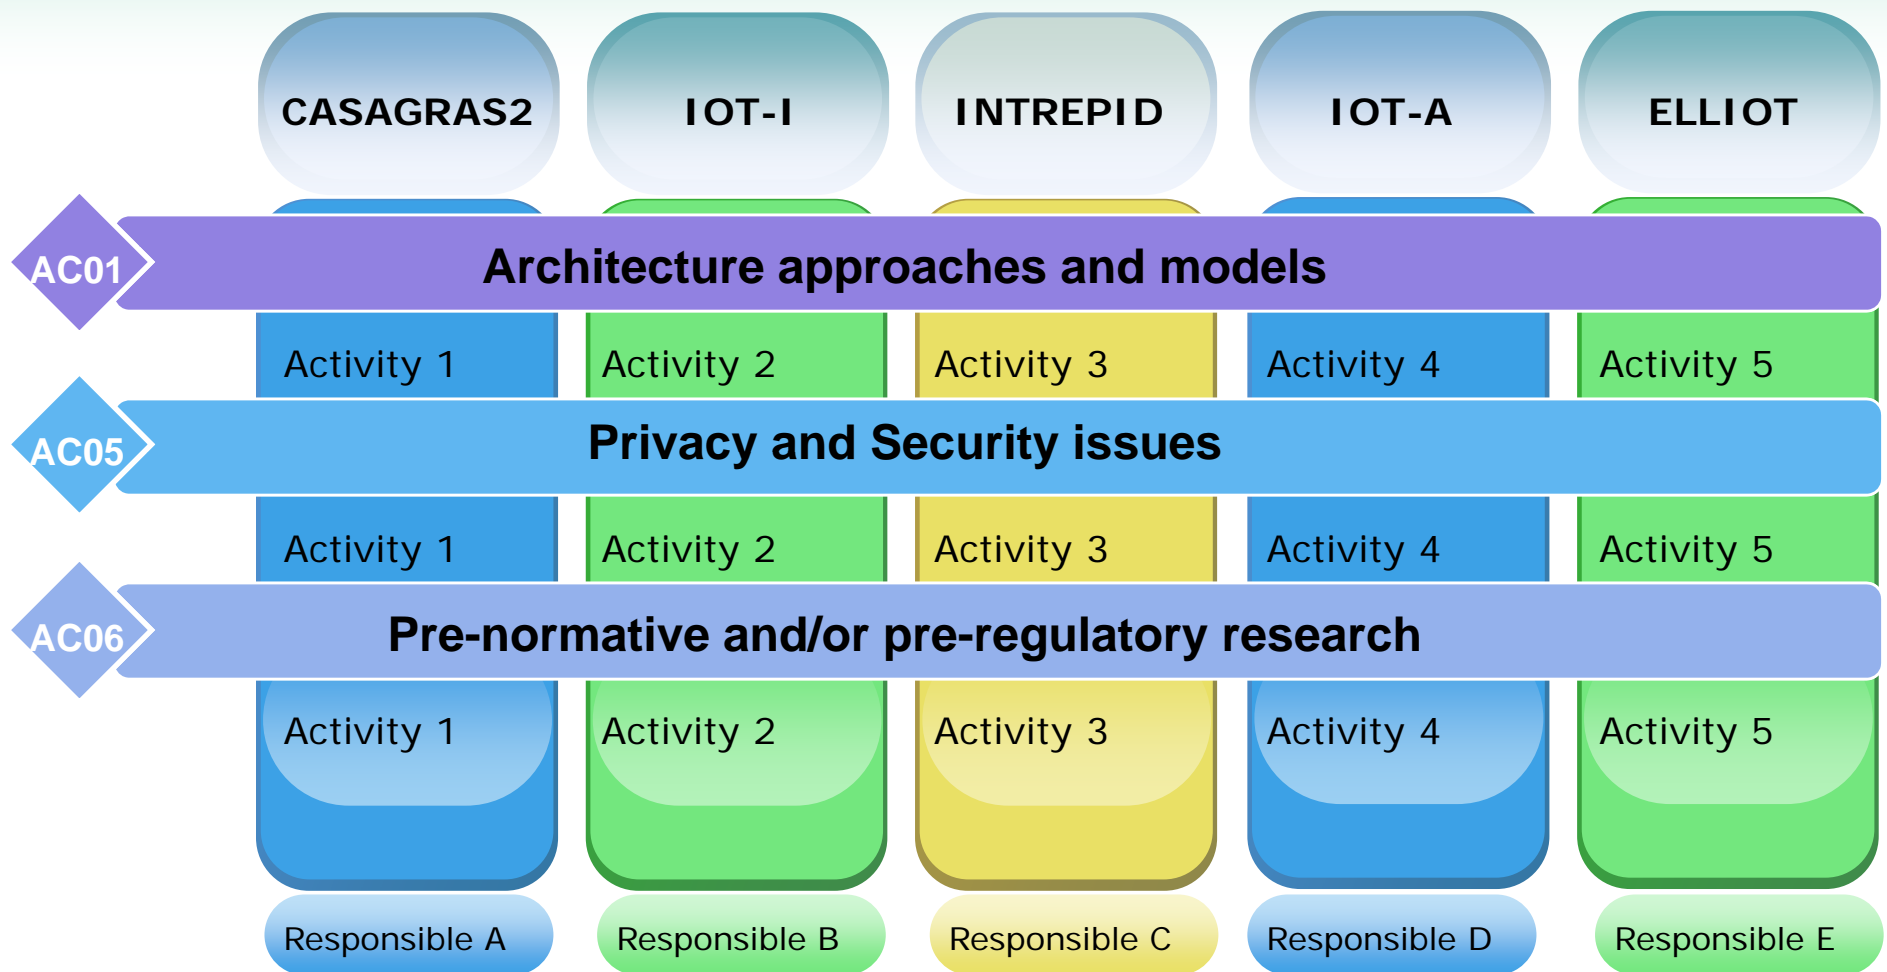 CASAGRAS2 IOT-I INTREPID IOT-A ELLIOT
AC01 Architecture approaches and models
Activity 1 Activity 2 Activity 3 Activity 4 Activity 5
AC05 Privacy and Security issues
Activity 1 Activity 2 Activity 3 Activity 4 Activity 5
AC06 Pre-normative and/or pre-regulatory research
Activity 1 Activity 2 Activity 3 Activity 4 Activity 5
Responsible A Responsible B Responsible C Responsible D Responsible E